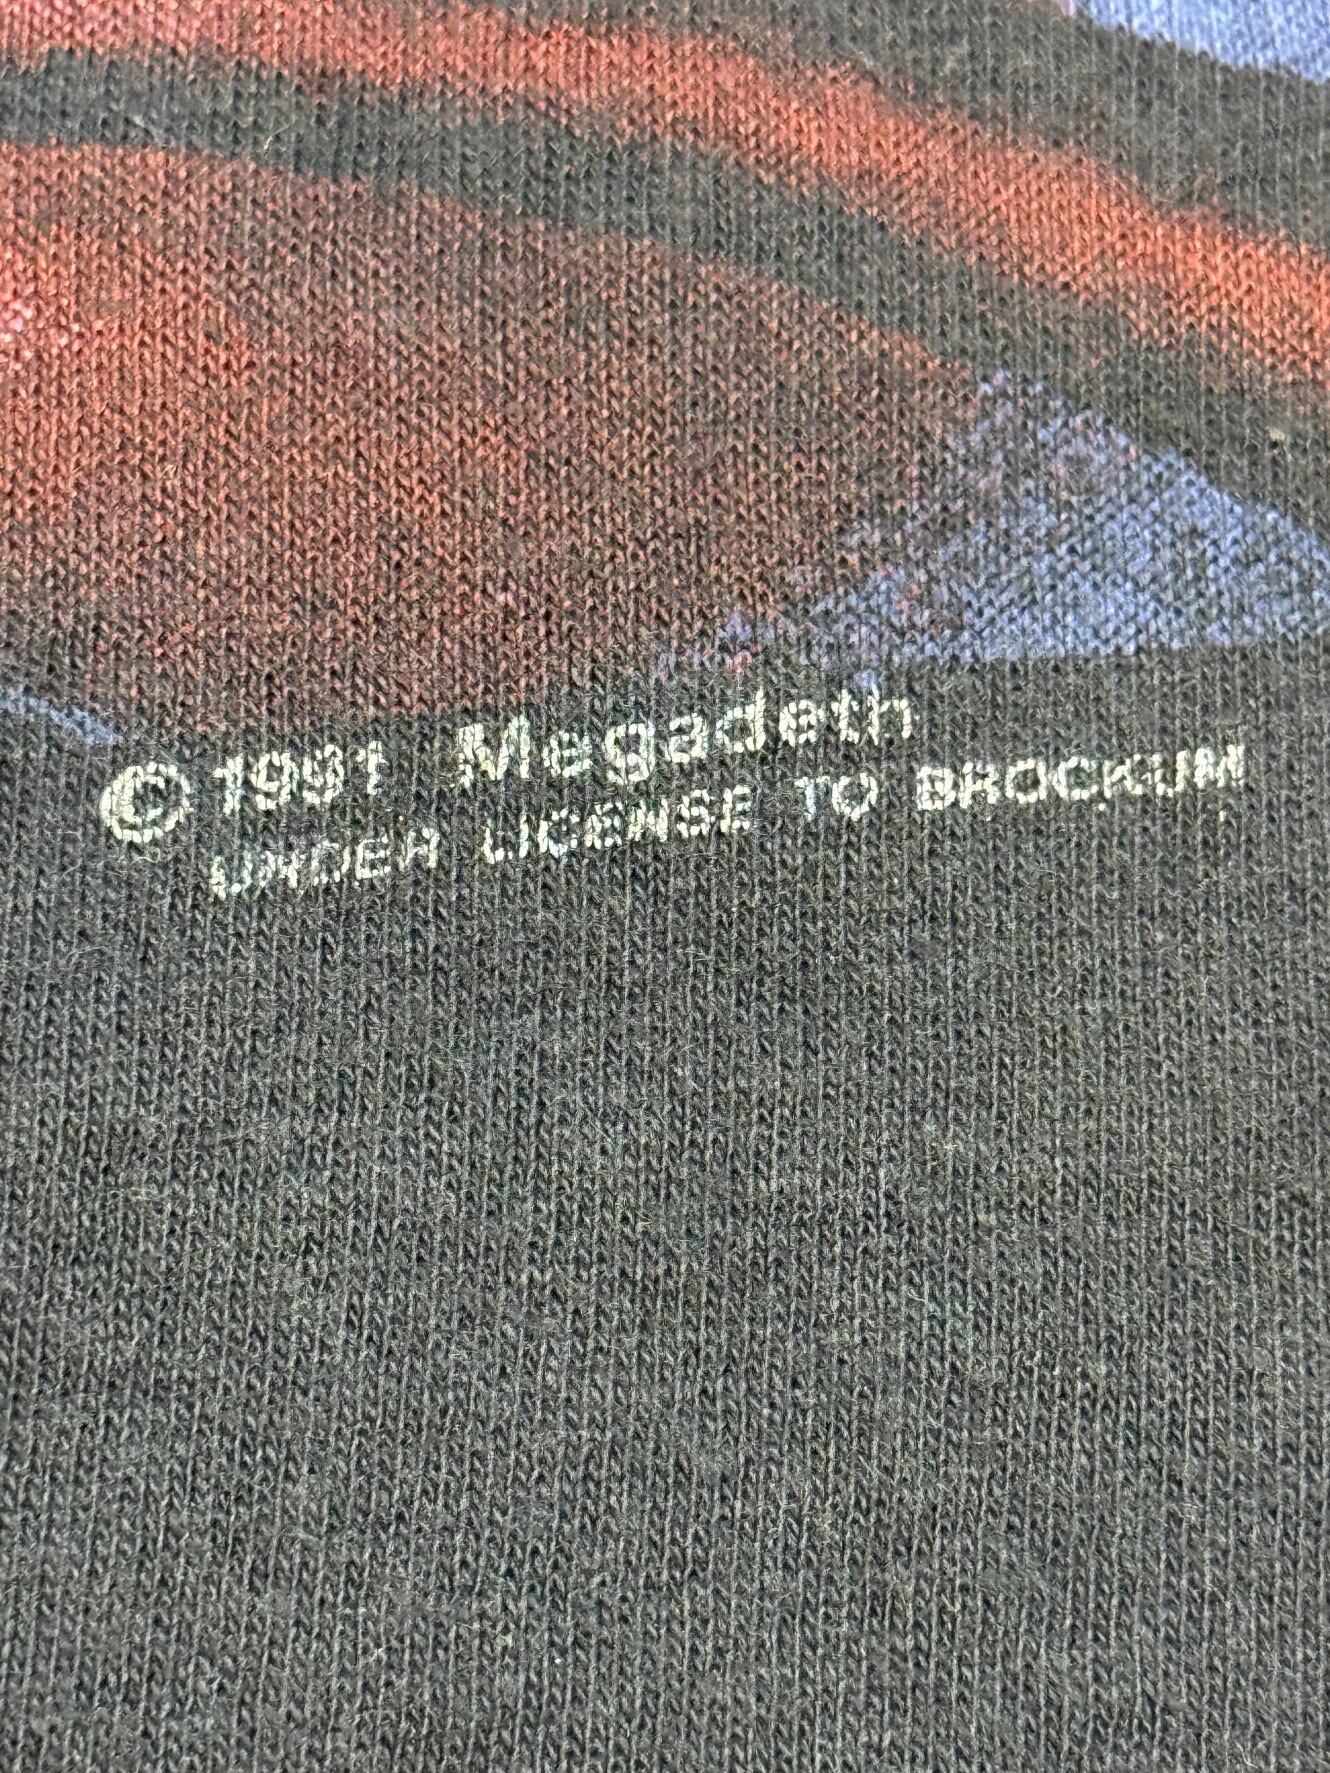 © 1991 Megadeth
UNDER LICENSE TO BROCKUM